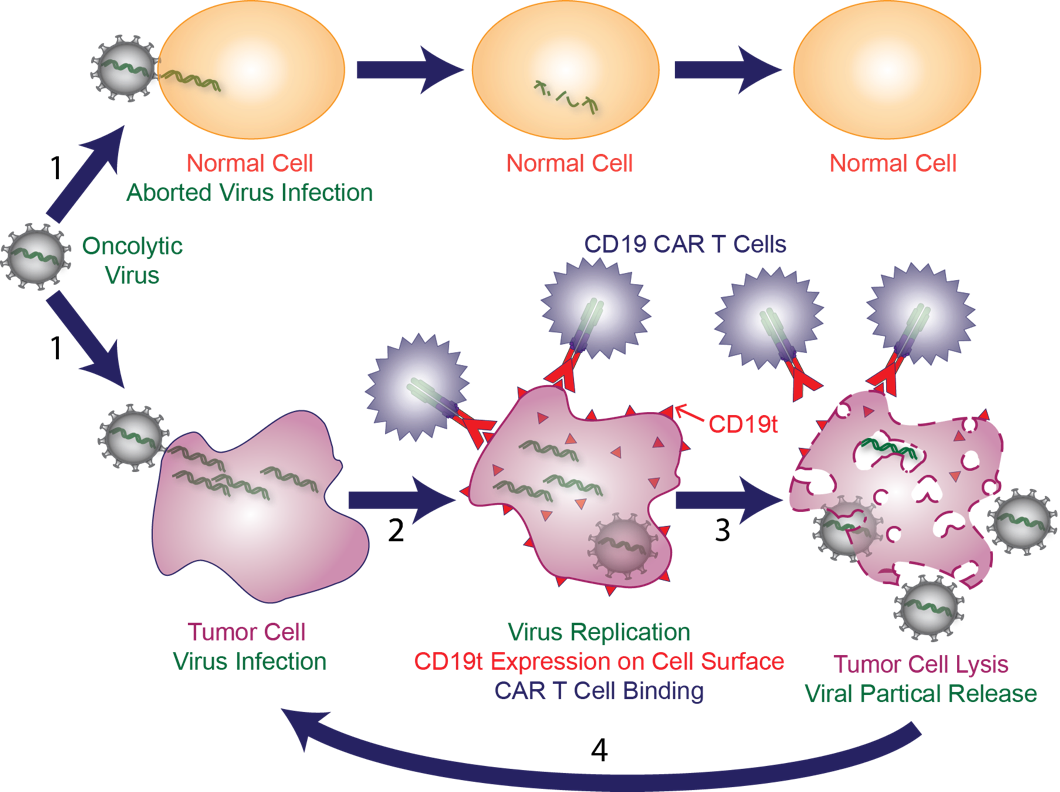 Normal Cell
Aborted Virus Infection
Normal Cell
Normal Cell
1
Oncolytic
Virus
1
CD19 CAR T Cells
CD19t
2
3
Tumor Cell
Virus Infection
Virus Replication
CD19t Expression on Cell Surface
CAR T Cell Binding
Tumor Cell Lysis
Viral Partical Release
4